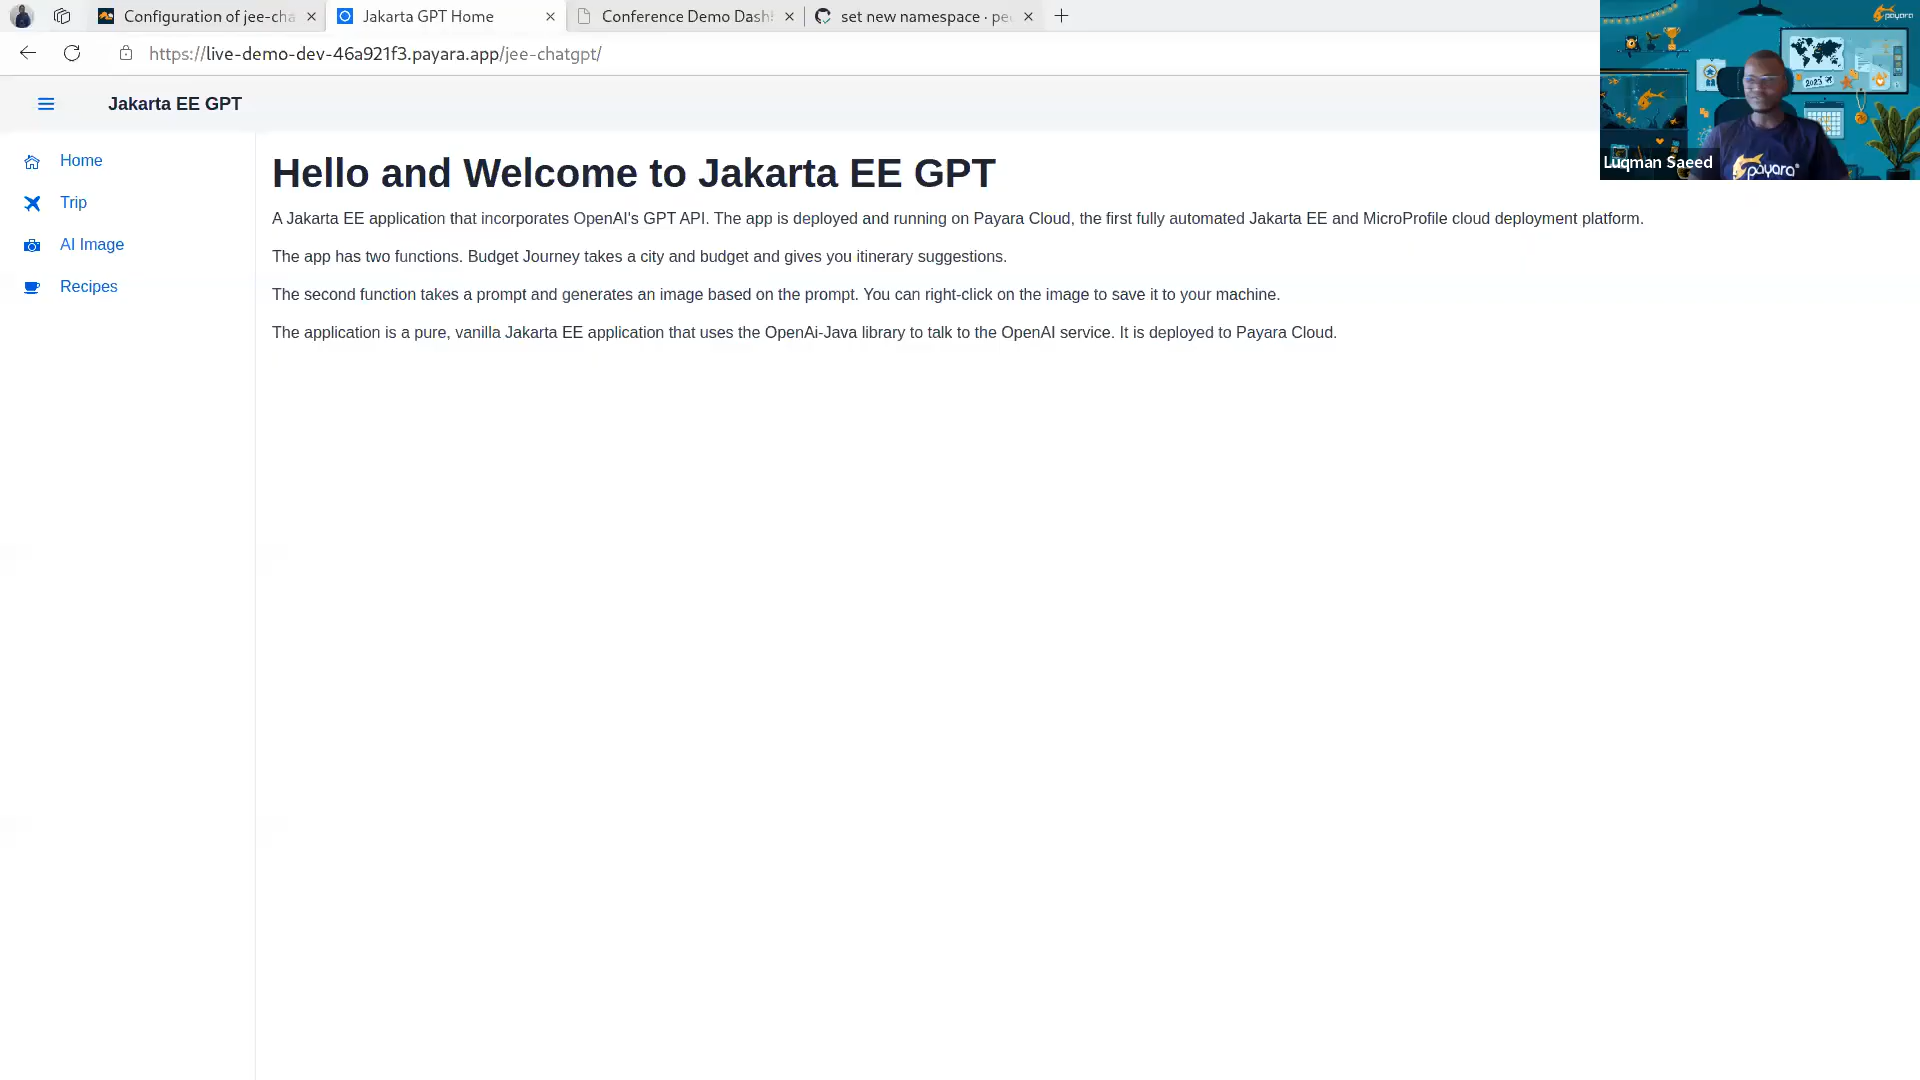 Configuration of jee-cha
Jakarta GPT Home
Conference Demo Dash
set new namespace · pe
https://live-demo-dev-46a921f3.payara.app/jee-chatgpt/
payara
2023
payara
Luqman Saeed
Jakarta EE GPT
Home
Trip
AI Image
Recipes
Hello and Welcome to Jakarta EE GPT
A Jakarta EE application that incorporates OpenAI's GPT API. The app is deployed and running on Payara Cloud, the first fully automated Jakarta EE and MicroProfile cloud deployment platform.
The app has two functions. Budget Journey takes a city and budget and gives you itinerary suggestions.
The second function takes a prompt and generates an image based on the prompt. You can right-click on the image to save it to your machine.
The application is a pure, vanilla Jakarta EE application that uses the OpenAi-Java library to talk to the OpenAI service. It is deployed to Payara Cloud.